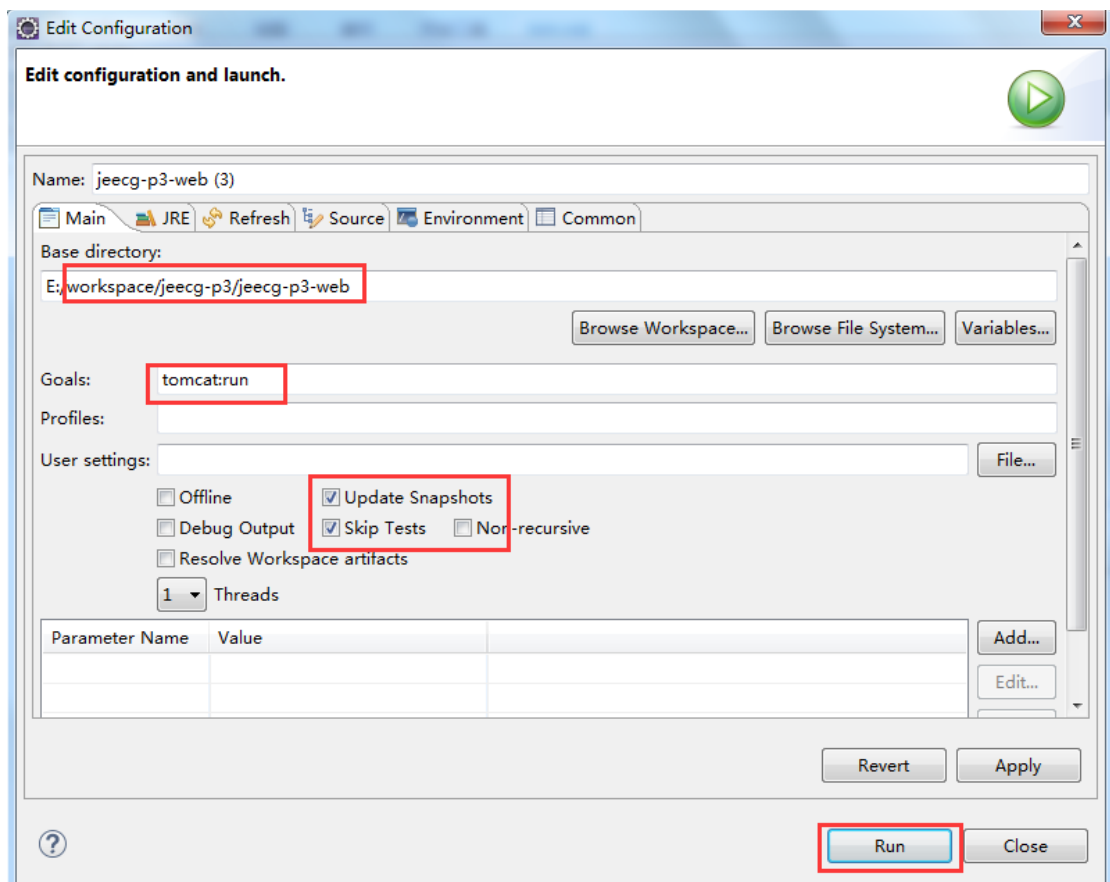 Edit Configuration
Edit configuration and launch.
Name: jeecg-p3-web (3)
Main JRE Refresh Source Environment Common
Base directory:
E:/workspace/jeecg-p3/jeecg-p3-web
Browse Workspace... Browse File System... Variables...
Goals: tomcat:run
Profiles:
User settings: File...
Offline Update Snapshots
Debug Output Skip Tests Non-recursive
Resolve Workspace artifacts
1 Threads
Parameter Name Value Add...
Edit...
Revert Apply
Run Close